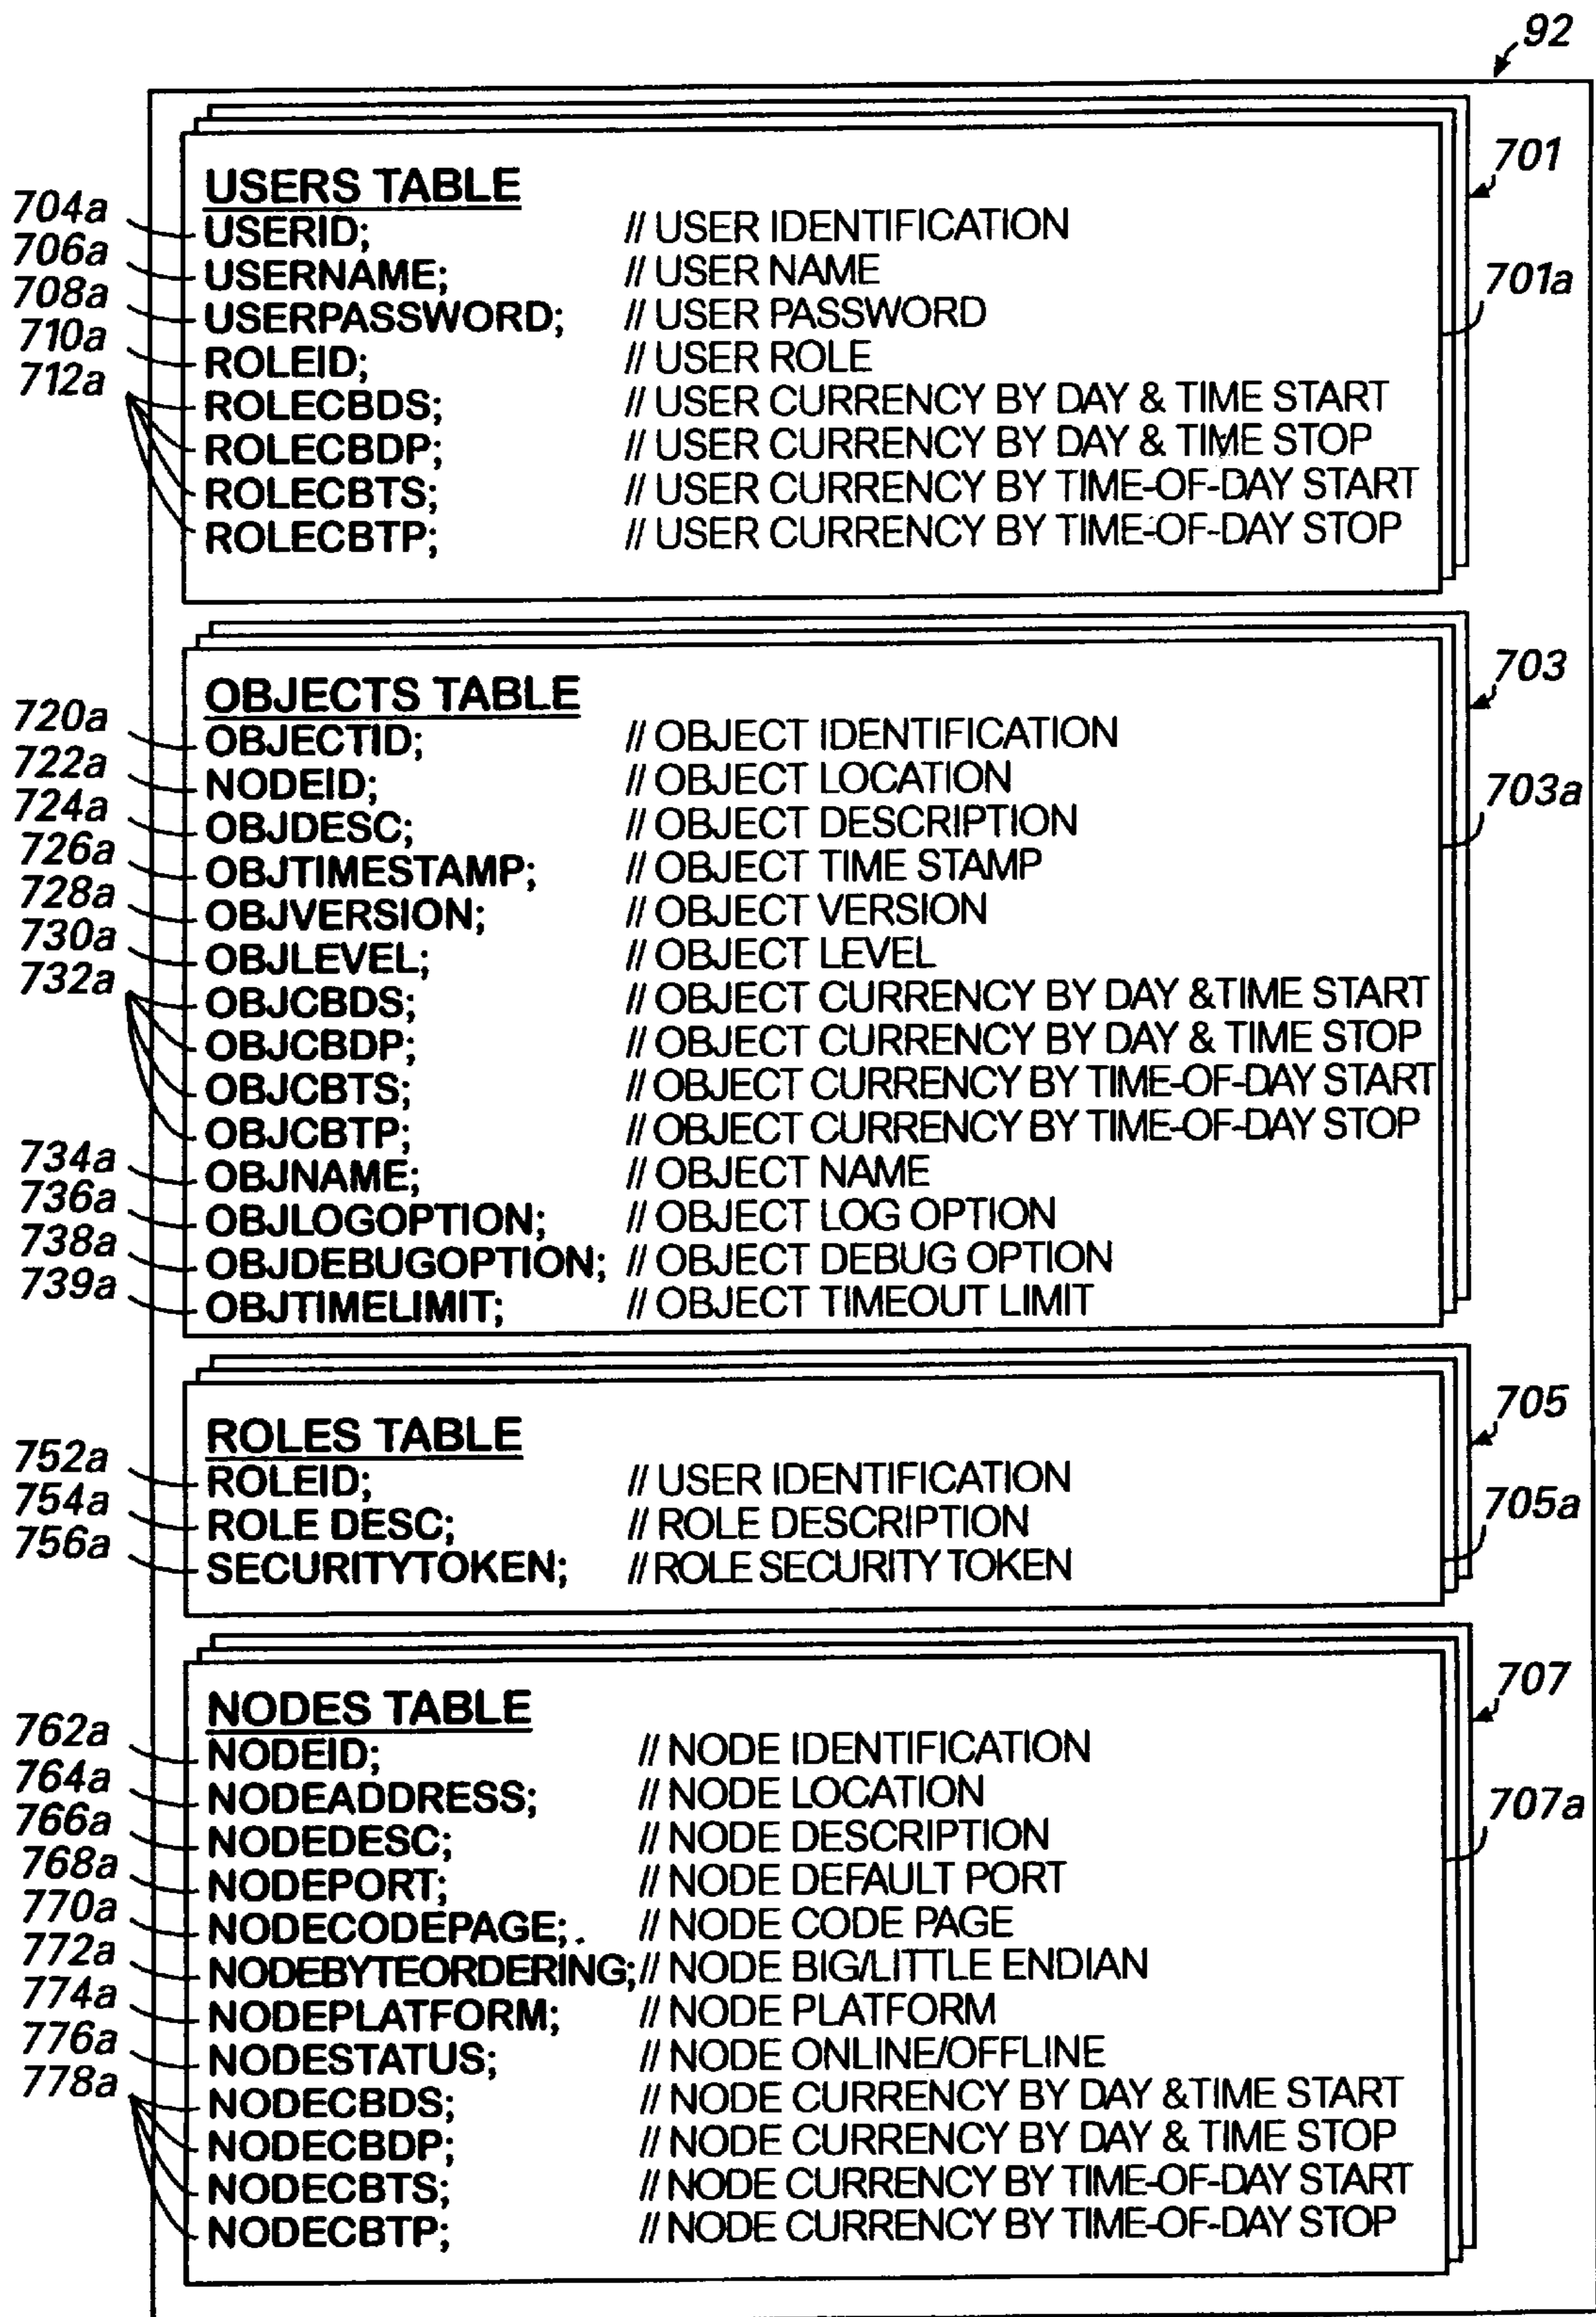 92
701
USERS TABLE
704a USERID; // USER IDENTIFICATION
706a USERNAME; // USER NAME
701a
708a USERPASSWORD; // USER PASSWORD
710a ROLEID; // USER ROLE
712a ROLECBDS; // USER CURRENCY BY DAY & TIME START
ROLECBDP; // USER CURRENCY BY DAY & TIME STOP
ROLECBTS; // USER CURRENCY BY TIME-OF-DAY START
ROLECBTP; // USER CURRENCY BY TIME-OF-DAY STOP
703
OBJECTS TABLE
720a OBJECTID; // OBJECT IDENTIFICATION
722a NODEID; // OBJECT LOCATION
703a
724a OBJDESC; // OBJECT DESCRIPTION
726a OBJTIMESTAMP; // OBJECT TIME STAMP
728a OBJVERSION; // OBJECT VERSION
730a OBJLEVEL; // OBJECT LEVEL
732a OBJCBDS; // OBJECT CURRENCY BY DAY &TIME START
OBJCBDP; // OBJECT CURRENCY BY DAY & TIME STOP
OBJCBTS; // OBJECT CURRENCY BY TIME-OF-DAY START
OBJCBTP; // OBJECT CURRENCY BY TIME-OF-DAY STOP
734a OBJNAME; // OBJECT NAME
736a OBJLOGOPTION; // OBJECT LOG OPTION
738a OBJDEBUGOPTION; // OBJECT DEBUG OPTION
739a OBJTIMELIMIT; // OBJECT TIMEOUT LIMIT
705
ROLES TABLE
752a ROLEID; // USER IDENTIFICATION
754a ROLE DESC; // ROLE DESCRIPTION
705a
756a SECURITYTOKEN; // ROLE SECURITY TOKEN
707
NODES TABLE
762a NODEID; // NODE IDENTIFICATION
764a NODEADDRESS; // NODE LOCATION
707a
766a NODEDESC; // NODE DESCRIPTION
768a NODEPORT; // NODE DEFAULT PORT
770a NODECODEPAGE; // NODE CODE PAGE
772a NODEBYTEORDERING; // NODE BIG/LITTLE ENDIAN
774a NODEPLATFORM; // NODE PLATFORM
776a NODESTATUS; // NODE ONLINE/OFFLINE
778a NODECBDS; // NODE CURRENCY BY DAY &TIME START
NODECBDP; // NODE CURRENCY BY DAY & TIME STOP
NODECBTS; // NODE CURRENCY BY TIME-OF-DAY START
NODECBTP; // NODE CURRENCY BY TIME-OF-DAY STOP